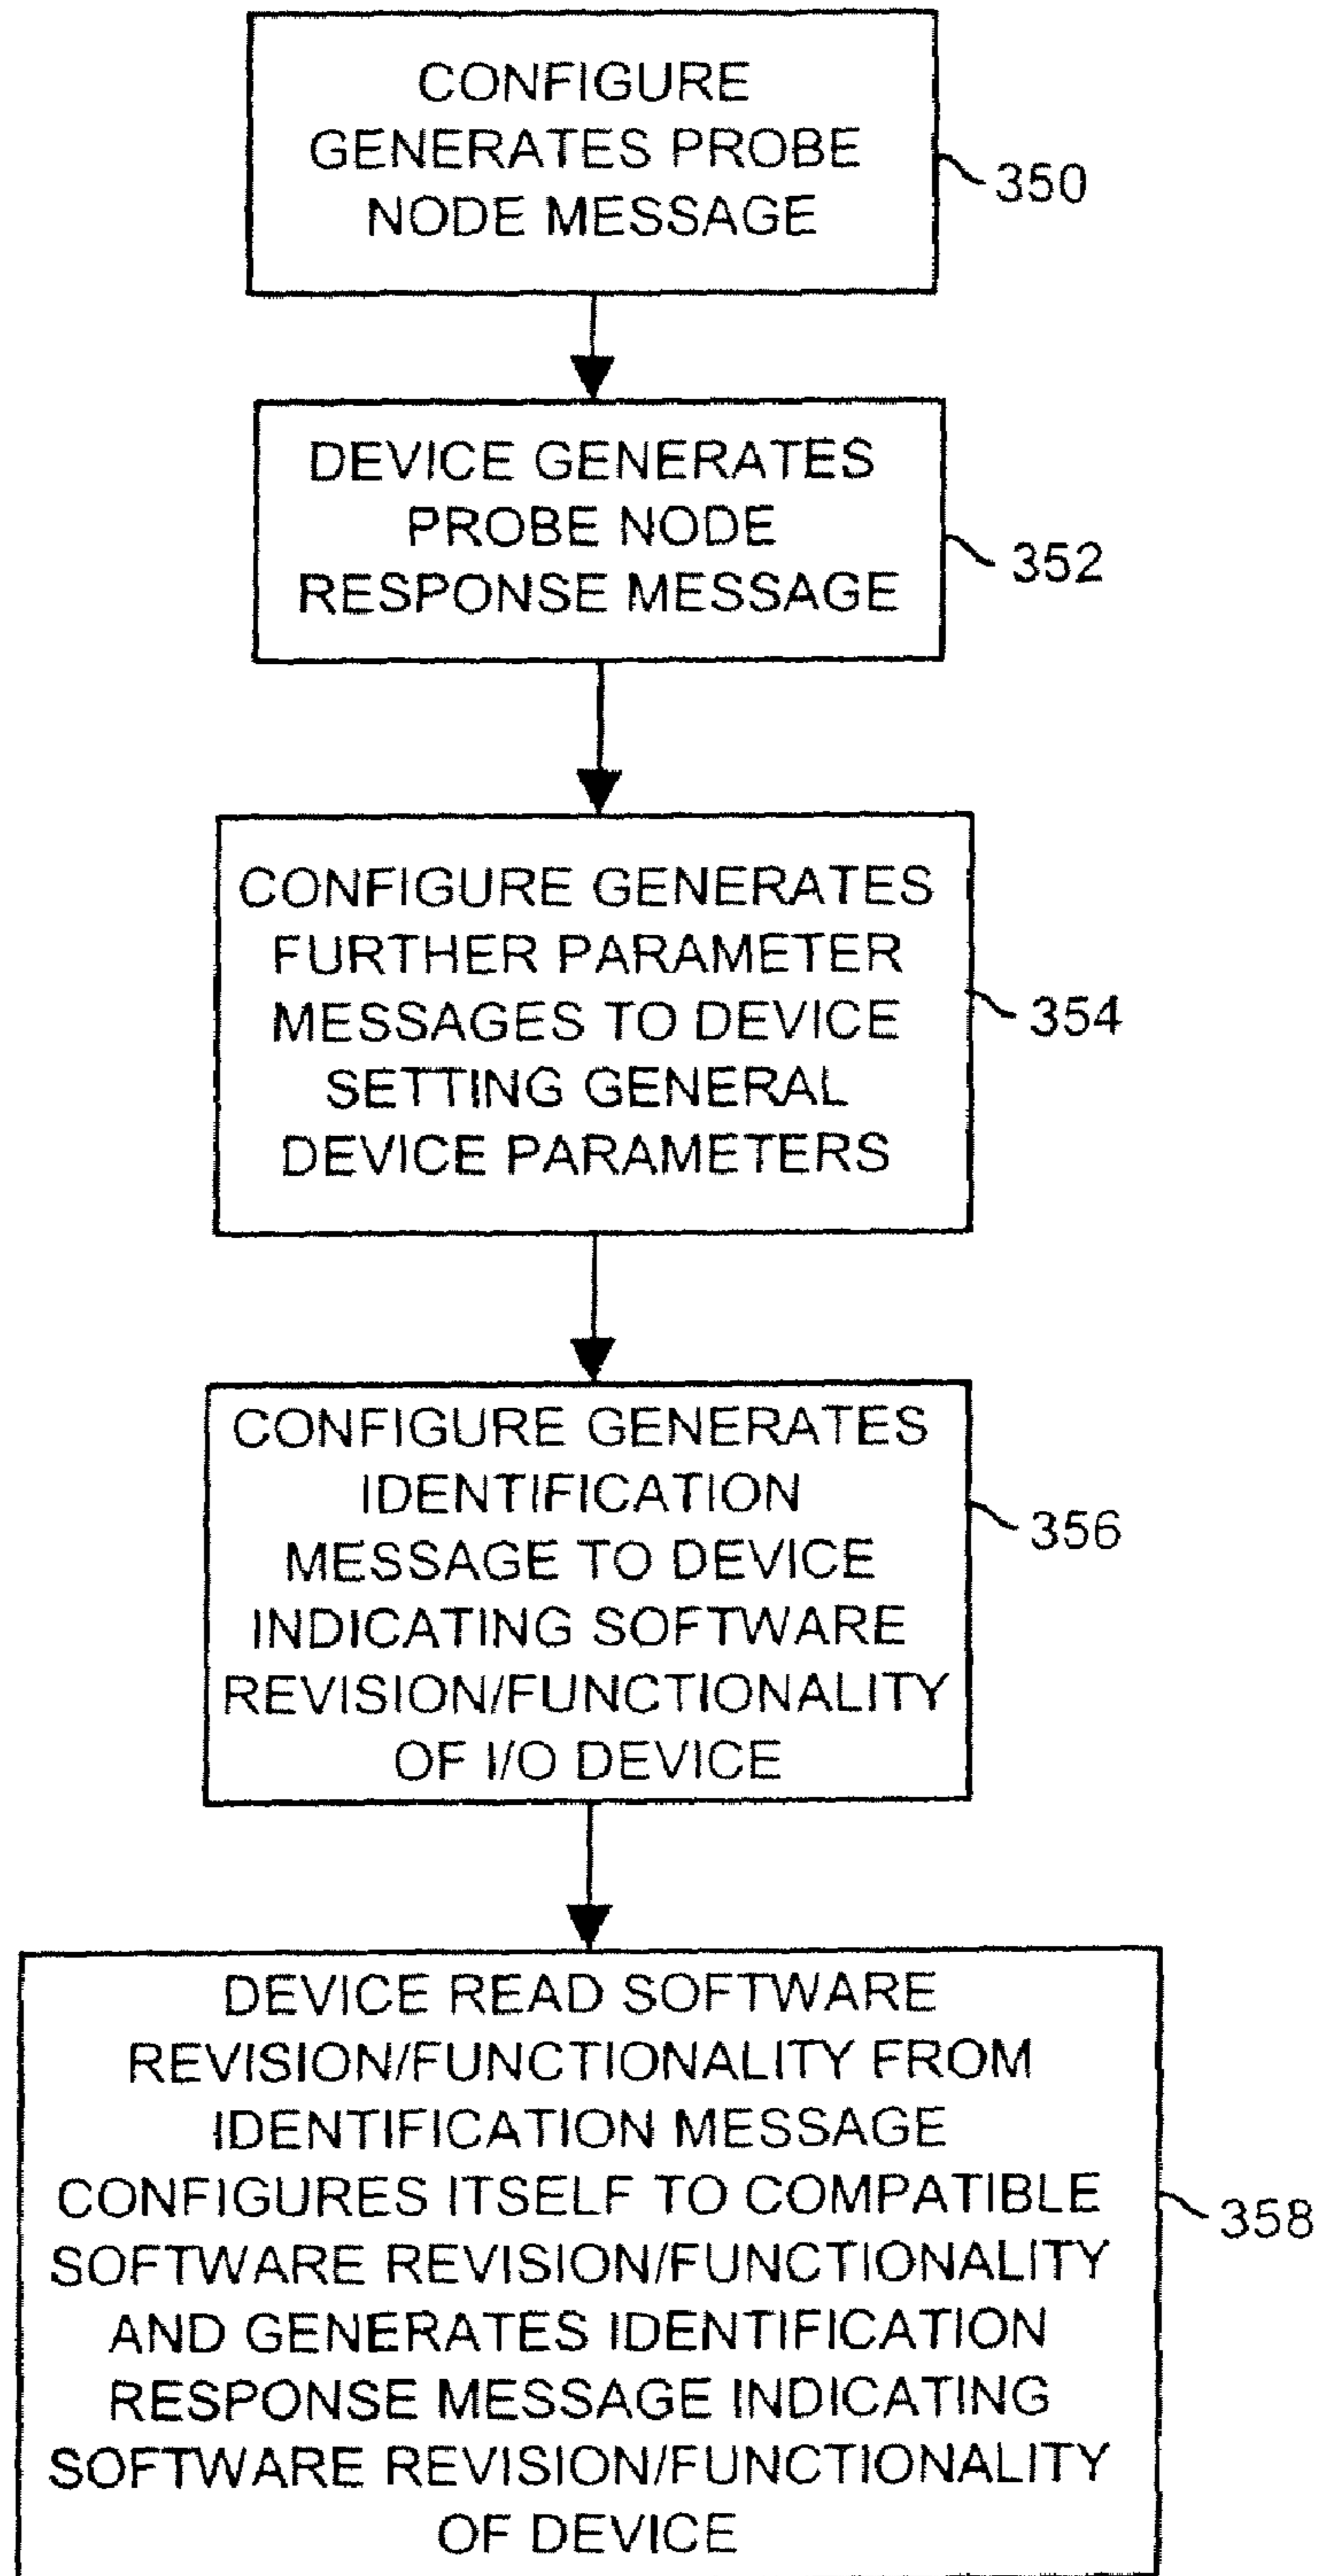 CONFIGURE
GENERATES PROBE
NODE MESSAGE
350
DEVICE GENERATES
PROBE NODE
RESPONSE MESSAGE
352
CONFIGURE GENERATES
FURTHER PARAMETER
MESSAGES TO DEVICE
SETTING GENERAL
DEVICE PARAMETERS
354
CONFIGURE GENERATES
IDENTIFICATION
MESSAGE TO DEVICE
INDICATING SOFTWARE
REVISION/FUNCTIONALITY
OF I/O DEVICE
356
DEVICE READ SOFTWARE
REVISION/FUNCTIONALITY FROM
IDENTIFICATION MESSAGE
CONFIGURES ITSELF TO COMPATIBLE
SOFTWARE REVISION/FUNCTIONALITY
AND GENERATES IDENTIFICATION
RESPONSE MESSAGE INDICATING
SOFTWARE REVISION/FUNCTIONALITY
OF DEVICE
358